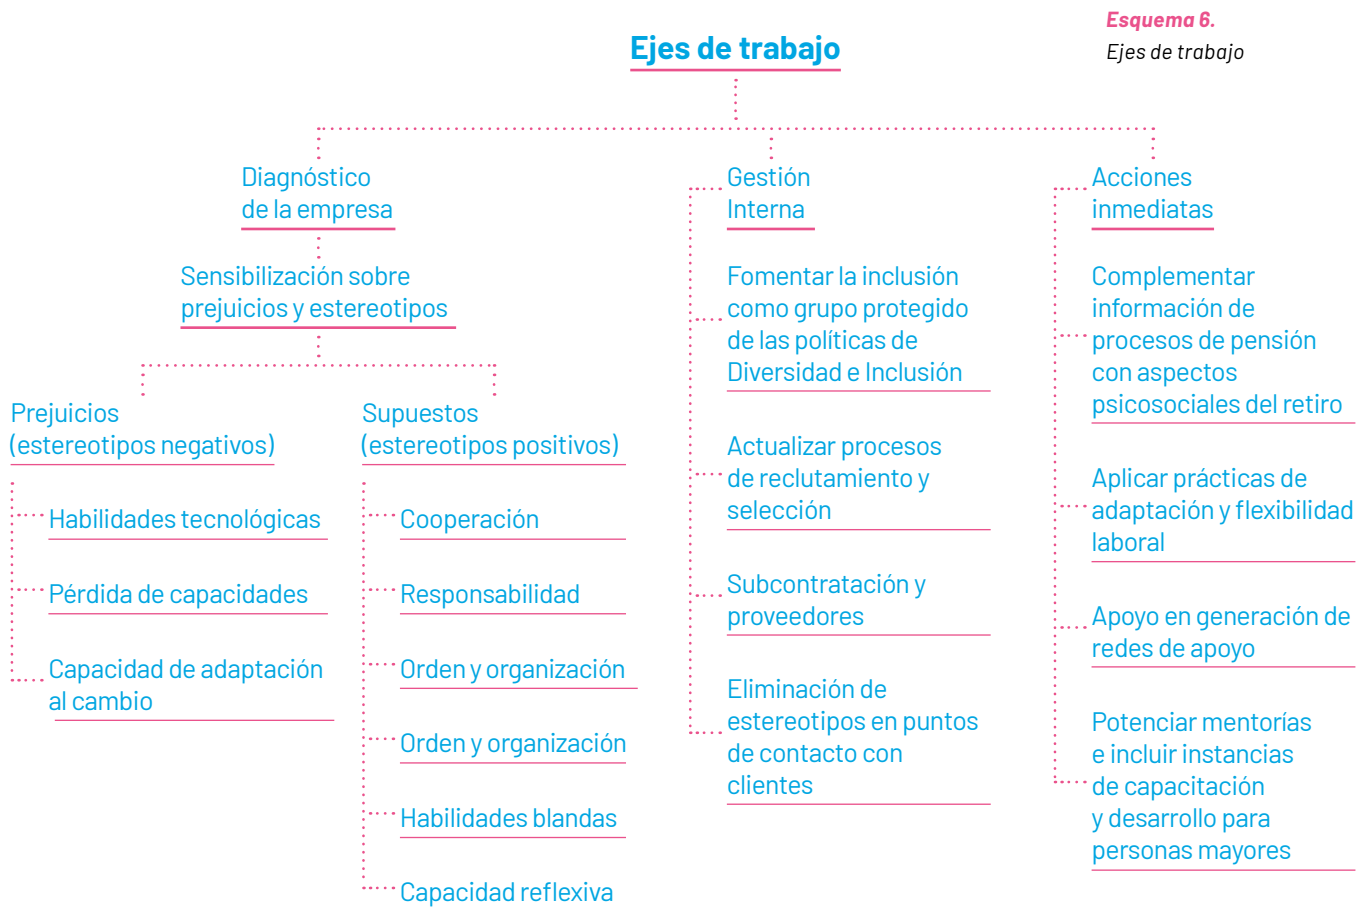 Esquema 6.
Ejes de trabajo
Ejes de trabajo
Diagnóstico
de la empresa
Sensibilización sobre
prejuicios y estereotipos
Prejuicios
(estereotipos negativos)
Habilidades tecnológicas
Pérdida de capacidades
Capacidad de adaptación
al cambio
Supuestos
(estereotipos positivos)
Cooperación
Responsabilidad
Orden y organización
Orden y organización
Habilidades blandas
Capacidad reflexiva
Gestión
Interna
Fomentar la inclusión
como grupo protegido
de las políticas de
Diversidad e Inclusión
Actualizar procesos
de reclutamiento y
selección
Subcontratación y
proveedores
Eliminación de
estereotipos en puntos
de contacto con
clientes
Acciones
inmediatas
Complementar
información de
procesos de pensión
con aspectos
psicosociales del retiro
Aplicar prácticas de
adaptación y flexibilidad
laboral
Apoyo en generación de
redes de apoyo
Potenciar mentorías
e incluir instancias
de capacitación
y desarrollo para
personas mayores